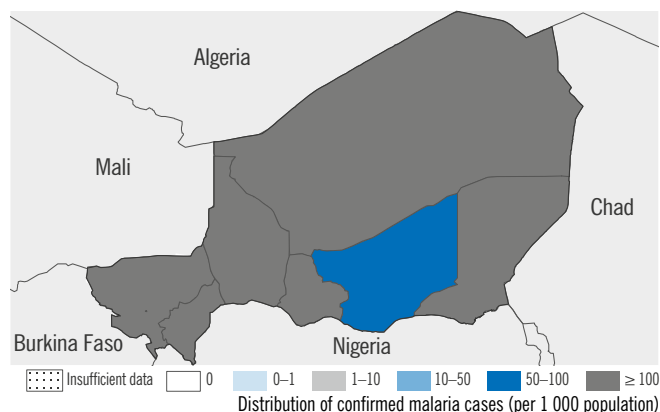 Algeria
Mali
Chad
Burkina Faso
Nigeria
Insufficient data 0 0–1 1–10 10–50 50–100 ≥ 100
Distribution of confirmed malaria cases (per 1 000 population)